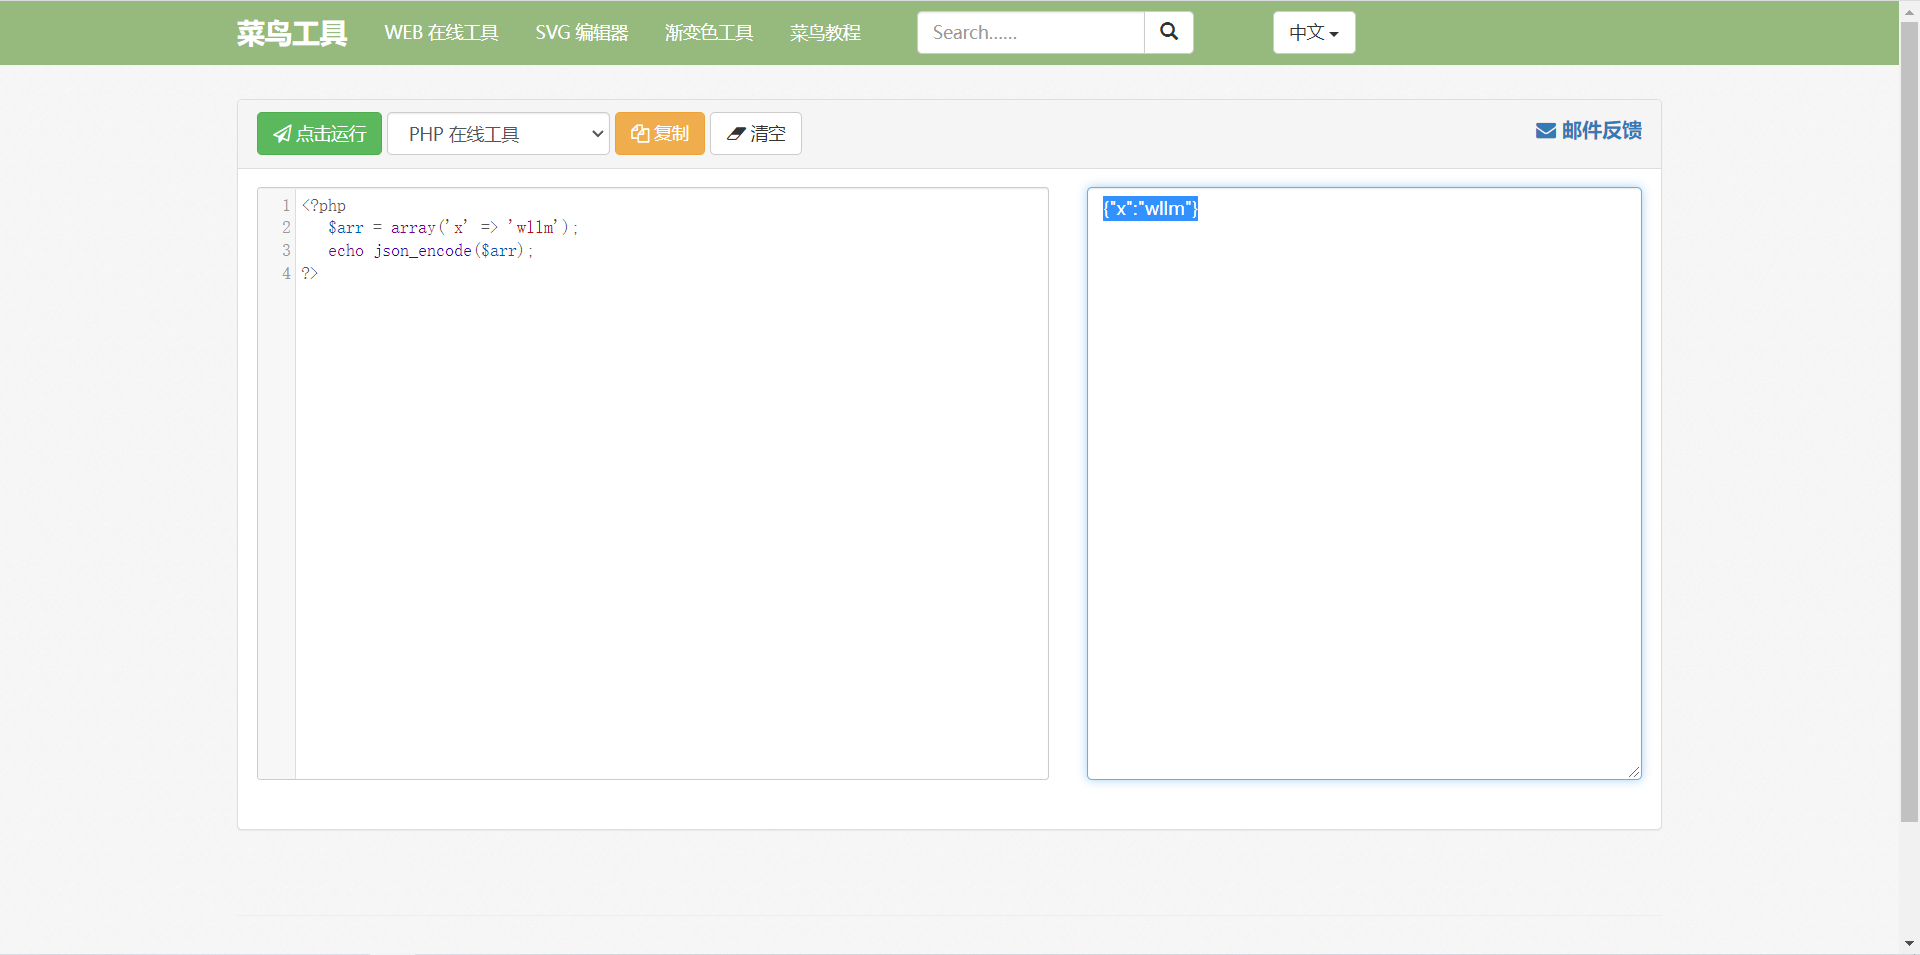 菜鸟工具 WEB 在线工具 SVG 编辑器 渐变色工具 菜鸟教程 Search...... 中文
点击运行 PHP 在线工具 复制 清空 邮件反馈
1 <?php
2 $arr = array('x' => 'wllm');
3 echo json_encode($arr);
4 ?>
{"x":"wllm"}